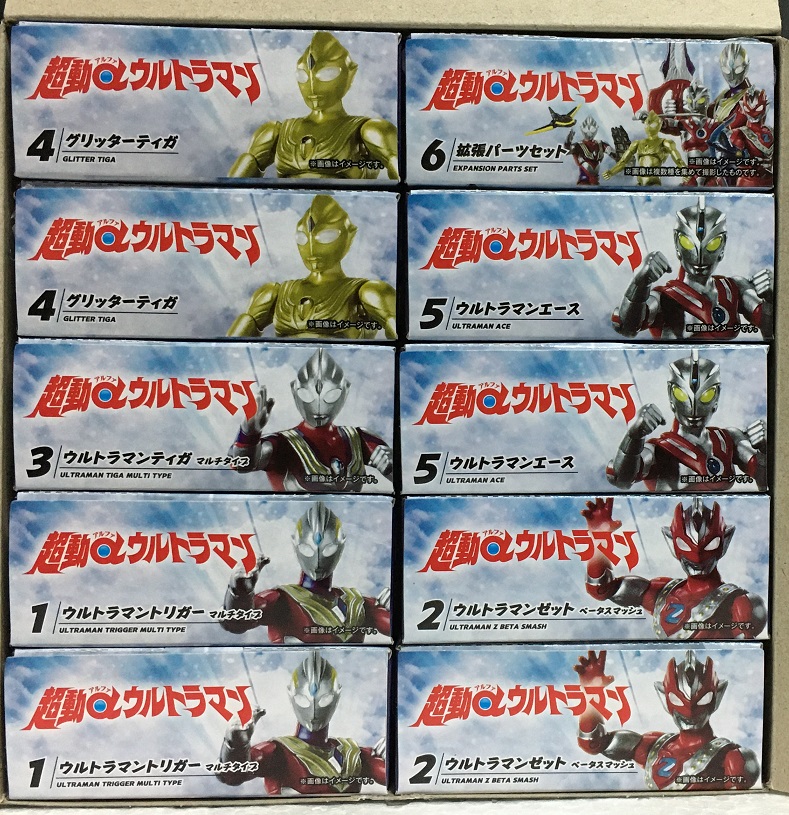 アルファ
超動αウルトラマン
4 グリッターティガ
GLITTER TIGA
※画像はイメージです。
アルファ
超動αウルトラマン
4 グリッターティガ
GLITTER TIGA
※画像はイメージです。
アルファ
超動αウルトラマン
3 ウルトラマンティガ マルチタイプ
ULTRAMAN TIGA MULTI TYPE
※画像はイメージです。
アルファ
超動αウルトラマン
1 ウルトラマントリガー マルチタイプ
ULTRAMAN TRIGGER MULTI TYPE
※画像はイメージです。
アルファ
超動αウルトラマン
1 ウルトラマントリガー マルチタイプ
ULTRAMAN TRIGGER MULTI TYPE
※画像はイメージです。
アルファ
超動αウルトラマン
6 拡張パーツセット
EXPANSION PARTS SET
※画像はイメージです。
※画像は複数種を集めて撮影したものです。
アルファ
超動αウルトラマン
5 ウルトラマンエース
ULTRAMAN ACE
※画像はイメージです。
アルファ
超動αウルトラマン
5 ウルトラマンエース
ULTRAMAN ACE
※画像はイメージです。
アルファ
超動αウルトラマン
2 ウルトラマンゼット ベータスマッシュ
ULTRAMAN Z BETA SMASH
※画像はイメージです。
アルファ
超動αウルトラマン
2 ウルトラマンゼット ベータスマッシュ
ULTRAMAN Z BETA SMASH
※画像はイメージです。